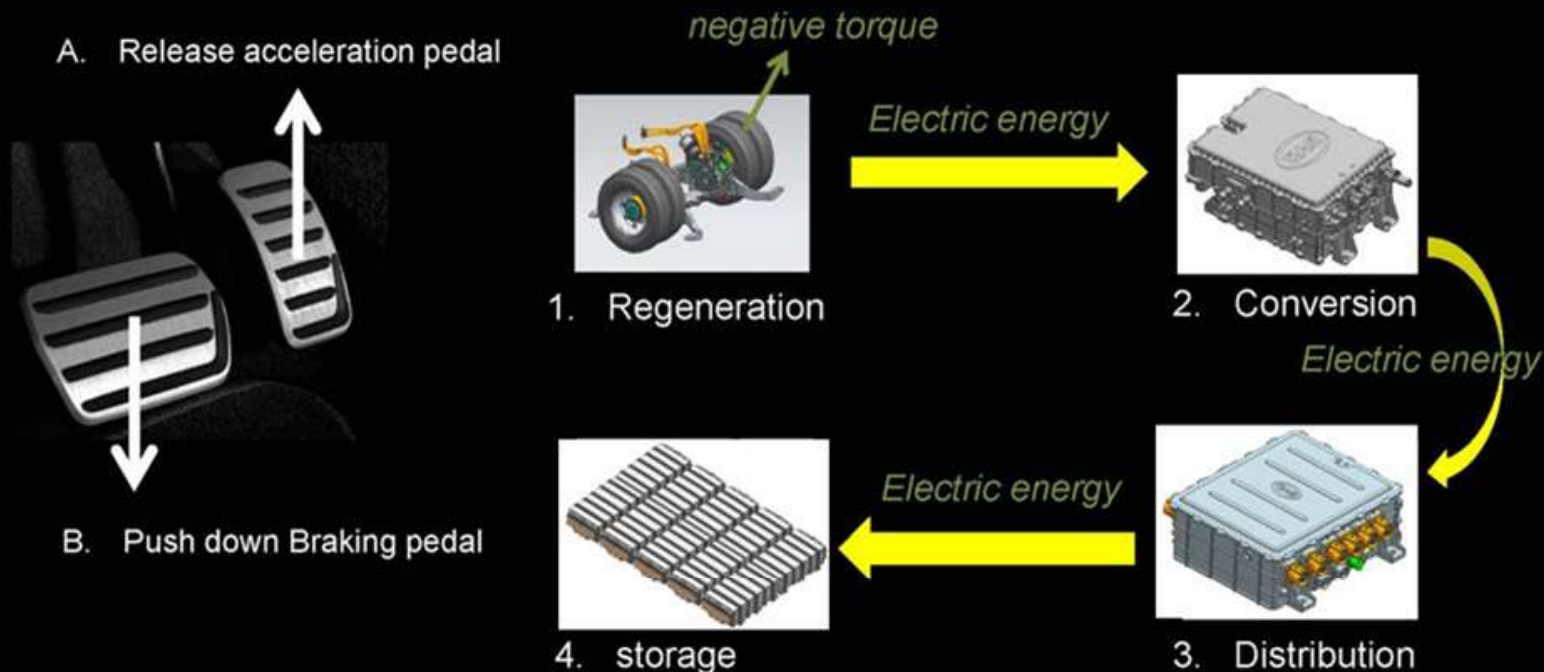 A. Release acceleration pedal
negative torque
Electric energy
1. Regeneration
2. Conversion
Electric energy
B. Push down Braking pedal
Electric energy
4. storage
3. Distribution